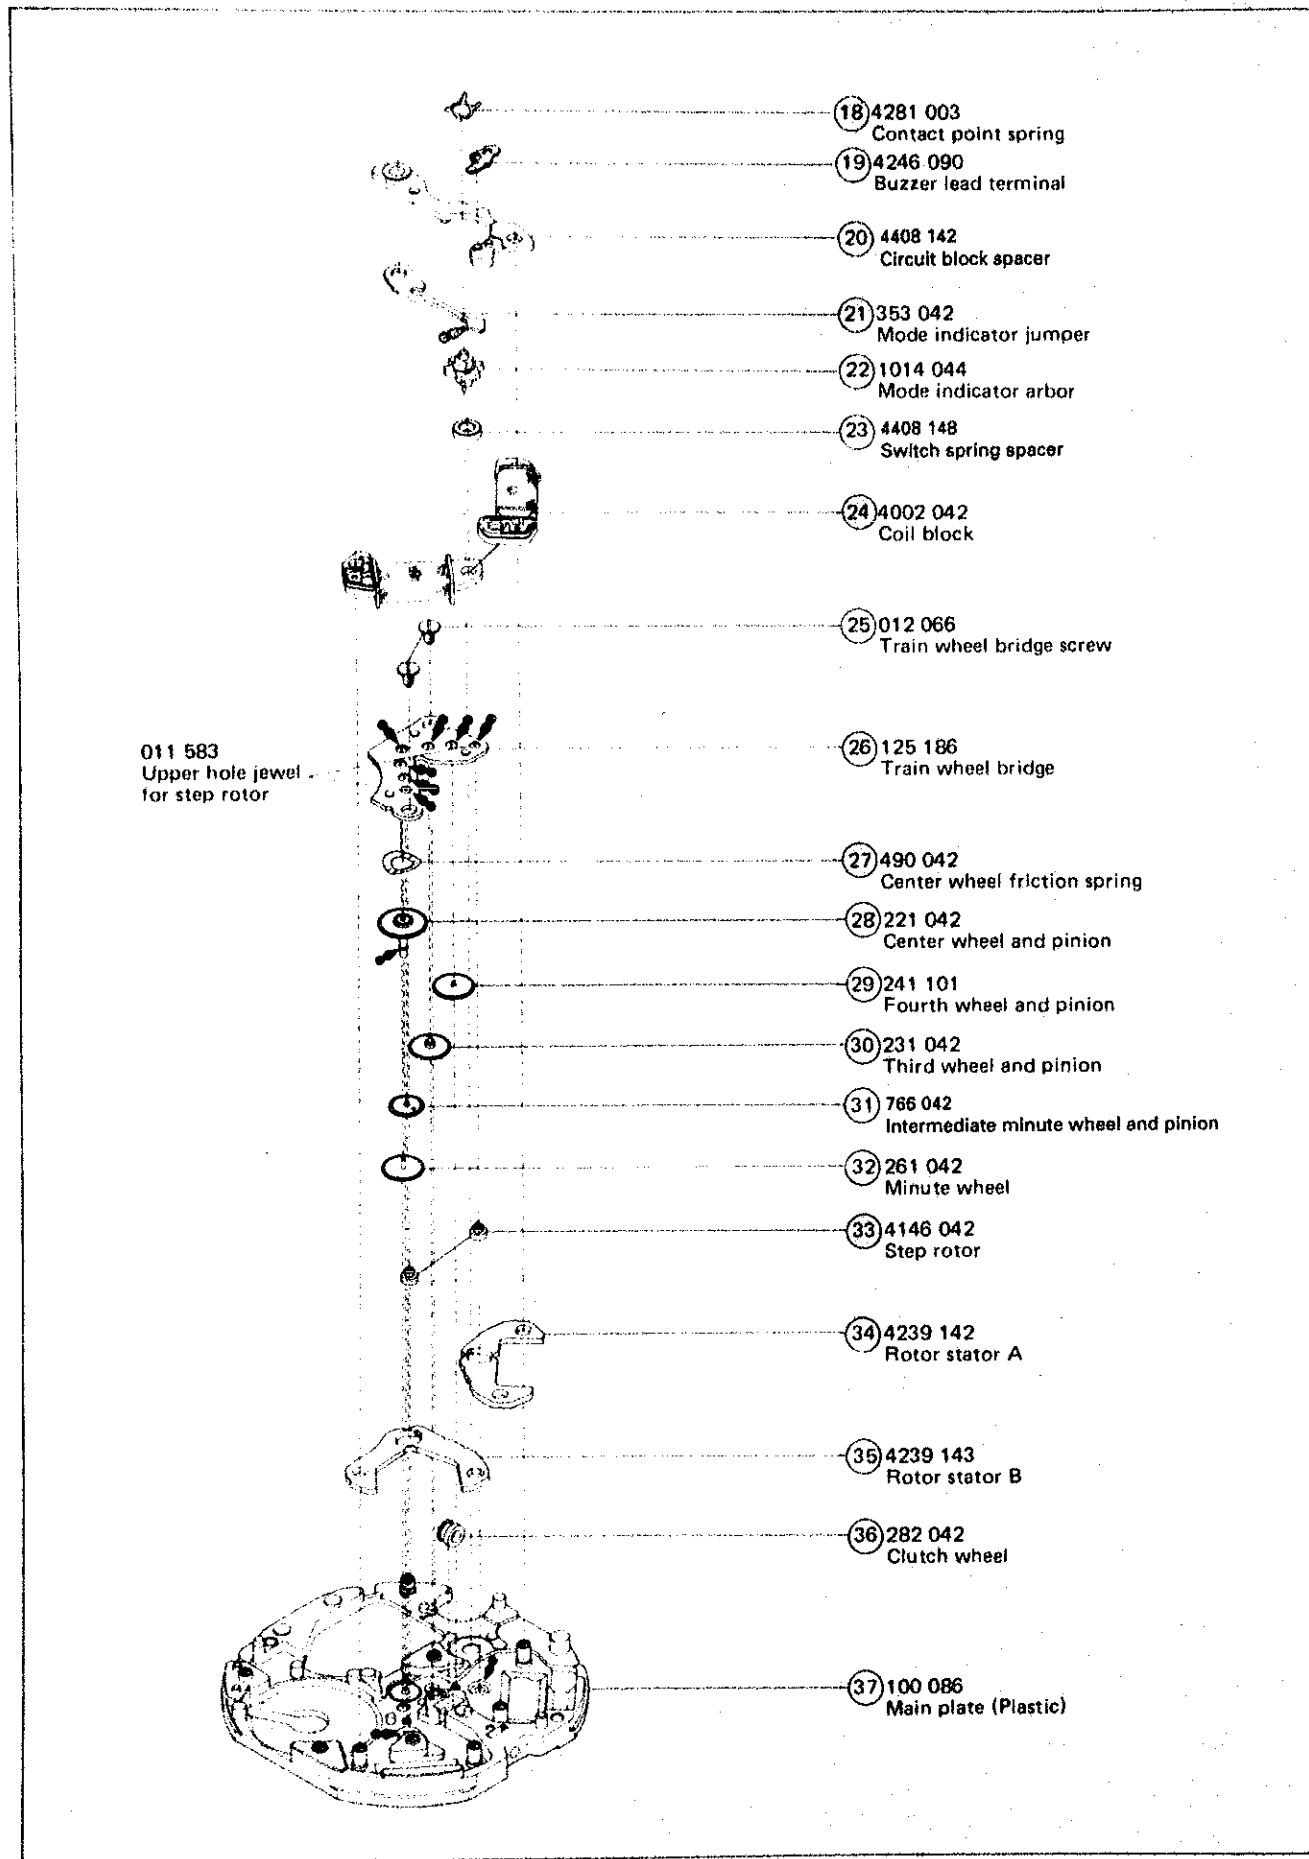 18 4281 003
Contact point spring
19 4246 090
Buzzer lead terminal
20 4408 142
Circuit block spacer
21 353 042
Mode indicator jumper
22 1014 044
Mode indicator arbor
23 4408 148
Switch spring spacer
24 4002 042
Coil block
25 012 066
Train wheel bridge screw
011 583
Upper hole jewel
for step rotor
26 125 186
Train wheel bridge
27 490 042
Center wheel friction spring
28 221 042
Center wheel and pinion
29 241 101
Fourth wheel and pinion
30 231 042
Third wheel and pinion
31 766 042
Intermediate minute wheel and pinion
32 261 042
Minute wheel
33 4146 042
Step rotor
34 4239 142
Rotor stator A
35 4239 143
Rotor stator B
36 282 042
Clutch wheel
37 100 086
Main plate (Plastic)